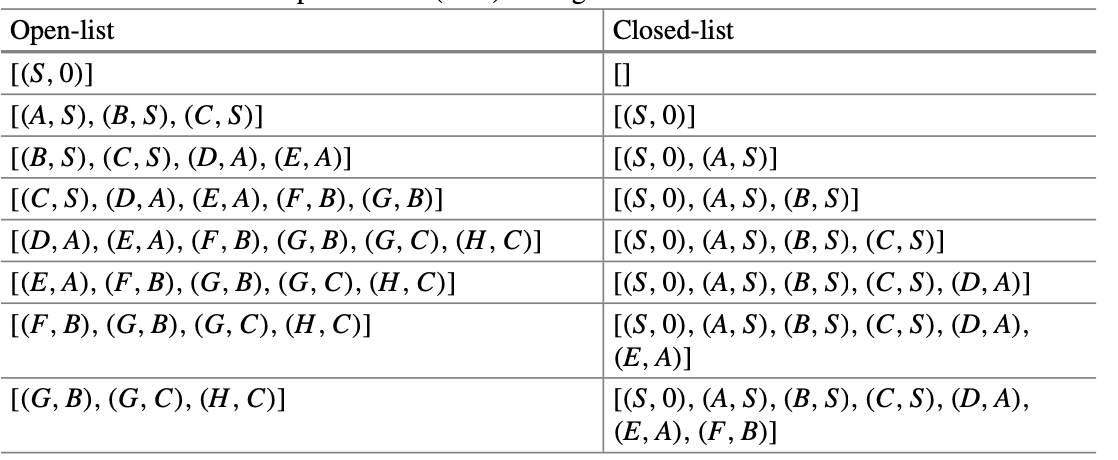 Open-list Closed-list
[(S, 0)] []
[(A, S), (B, S), (C, S)] [(S, 0)]
[(B, S), (C, S), (D, A), (E, A)] [(S, 0), (A, S)]
[(C, S), (D, A), (E, A), (F, B), (G, B)] [(S, 0), (A, S), (B, S)]
[(D, A), (E, A), (F, B), (G, B), (G, C), (H, C)] [(S, 0), (A, S), (B, S), (C, S)]
[(E, A), (F, B), (G, B), (G, C), (H, C)] [(S, 0), (A, S), (B, S), (C, S), (D, A)]
[(F, B), (G, B), (G, C), (H, C)] [(S, 0), (A, S), (B, S), (C, S), (D, A),
(E, A)]
[(G, B), (G, C), (H, C)] [(S, 0), (A, S), (B, S), (C, S), (D, A),
(E, A), (F, B)]